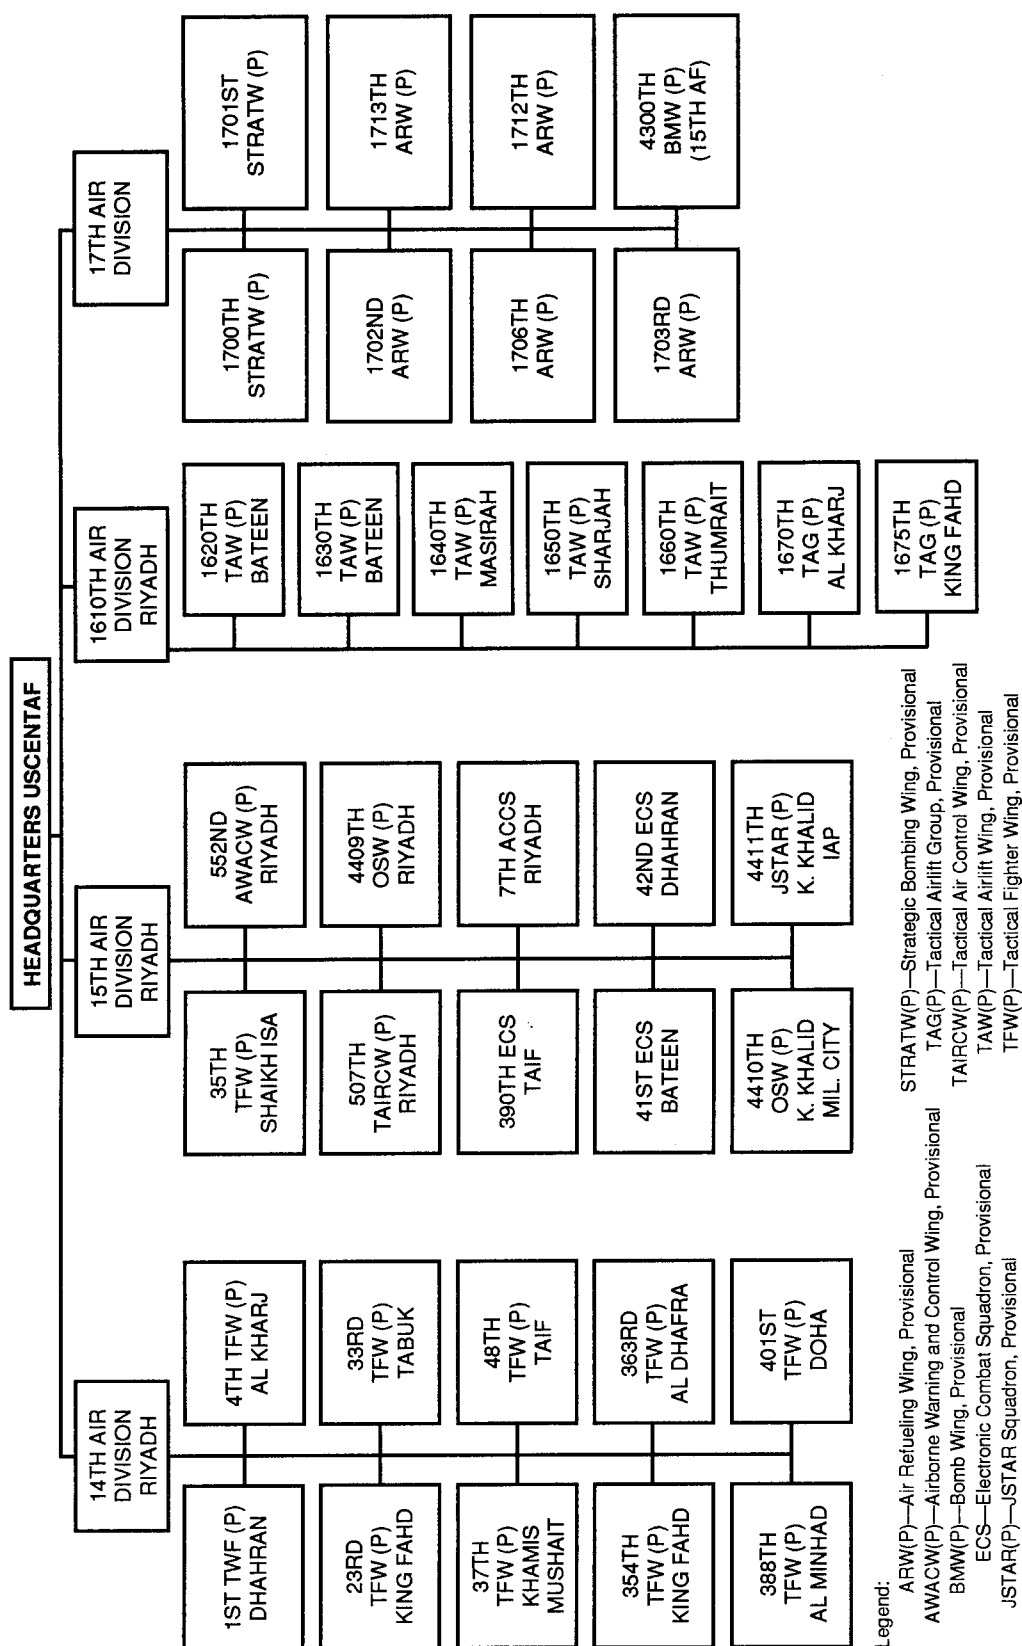 HEADQUARTERS USCENTAF
14TH AIR
DIVISION
RIYADH
1ST TWF (P)
DHAHRAN
4TH TFW (P)
AL KHARJ
23RD
TFW (P)
KING FAHD
33RD
TFW (P)
TABUK
37TH
TFW (P)
KHAMIS
MUSHAIT
48TH
TFW (P)
TAIF
354TH
TFW (P)
KING FAHD
363RD
TFW (P)
AL DHAFRA
388TH
TFW (P)
AL MINHAD
401ST
TFW (P)
DOHA
15TH AIR
DIVISION
RIYADH
35TH
TFW (P)
SHAIKH ISA
552ND
AWACW (P)
RIYADH
507TH
TAIRCW (P)
RIYADH
4409TH
OSW (P)
RIYADH
390TH ECS
TAIF
7TH ACCS
RIYADH
41ST ECS
BATEEN
42ND ECS
DHAHRAN
4410TH
OSW (P)
K. KHALID
MIL. CITY
4411TH
JSTAR (P)
K. KHALID
IAP
1610TH AIR
DIVISION
RIYADH
1620TH
TAW (P)
BATEEN
1630TH
TAW (P)
BATEEN
1640TH
TAW (P)
MASIRAH
1650TH
TAW (P)
SHARJAH
1660TH
TAW (P)
THUMRAIT
1670TH
TAG (P)
AL KHARJ
1675TH
TAG (P)
KING FAHD
17TH AIR
DIVISION
1700TH
STRATW (P)
1701ST
STRATW (P)
1702ND
ARW (P)
1713TH
ARW (P)
1706TH
ARW (P)
1712TH
ARW (P)
1703RD
ARW (P)
4300TH
BMW (P)
(15TH AF)
Legend:
ARW(P)—Air Refueling Wing, Provisional
AWACW(P)—Airborne Warning and Control Wing, Provisional
BMW(P)—Bomb Wing, Provisional
ECS—Electronic Combat Squadron, Provisional
JSTAR(P)—JSTAR Squadron, Provisional
STRATW(P)—Strategic Bombing Wing, Provisional
TAG(P)—Tactical Airlift Group, Provisional
TAIRCW(P)—Tactical Air Control Wing, Provisional
TAW(P)—Tactical Airlift Wing, Provisional
TFW(P)—Tactical Fighter Wing, Provisional